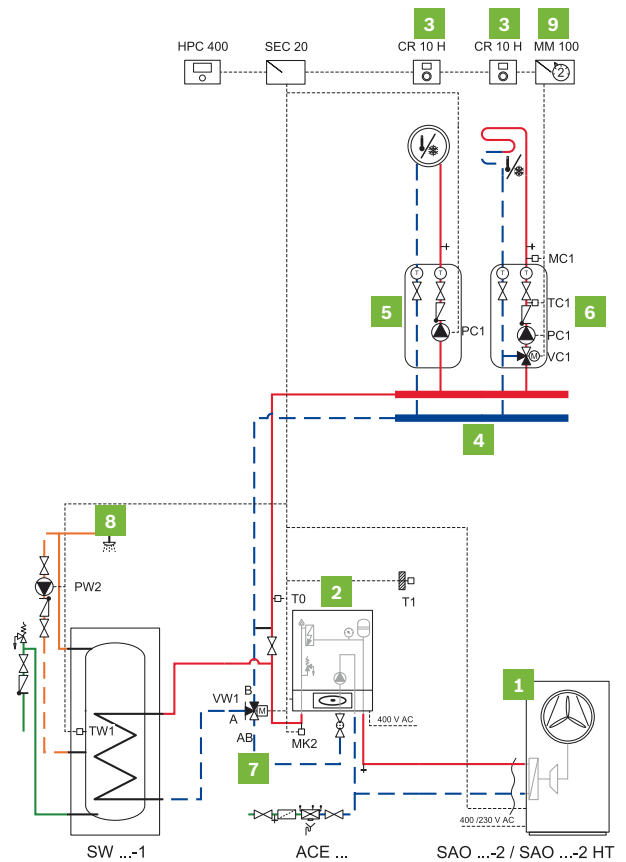 3
3
9
HPC 400
SEC 20
CR 10 H
CR 10 H
MM 100
2
T
T
T
T
MC1
5
TC1
6
PC1
PC1
M
VC1
4
8
PW2
2
T0
T1
1
B
VW1
M
A
400 V AC
TW1
AB
MK2
7
400 /230 V AC
SW ...-1
ACE ...
SAO ...-2 / SAO ...-2 HT